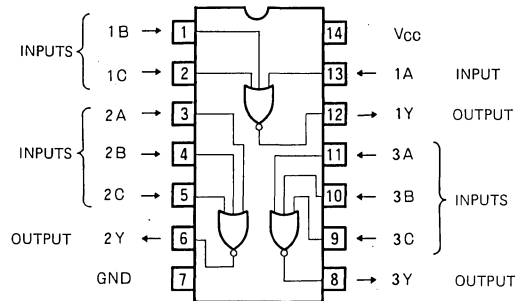 1B → 1 14 VCC
INPUTS
1C → 2 13 ← 1A INPUT
2A → 3 12 → 1Y OUTPUT
INPUTS 2B → 4 11 ← 3A
2C → 5 10 ← 3B INPUTS
OUTPUT 2Y ← 6 9 ← 3C
GND 7 8 → 3Y OUTPUT